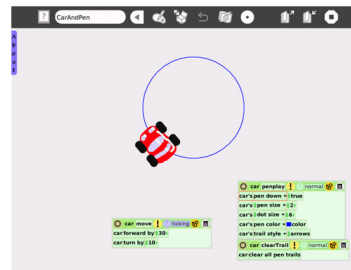 ?
CarAndPen
About
car penplay ! normal
car's pen down ← true
car's pen size ← 2
car's dot size ← 6
car's pen color ← color
car's trail style ← arrows
car move ! ticking
car forward by 30
car turn by 10
car clearTrail ! normal
car clear all pen trails